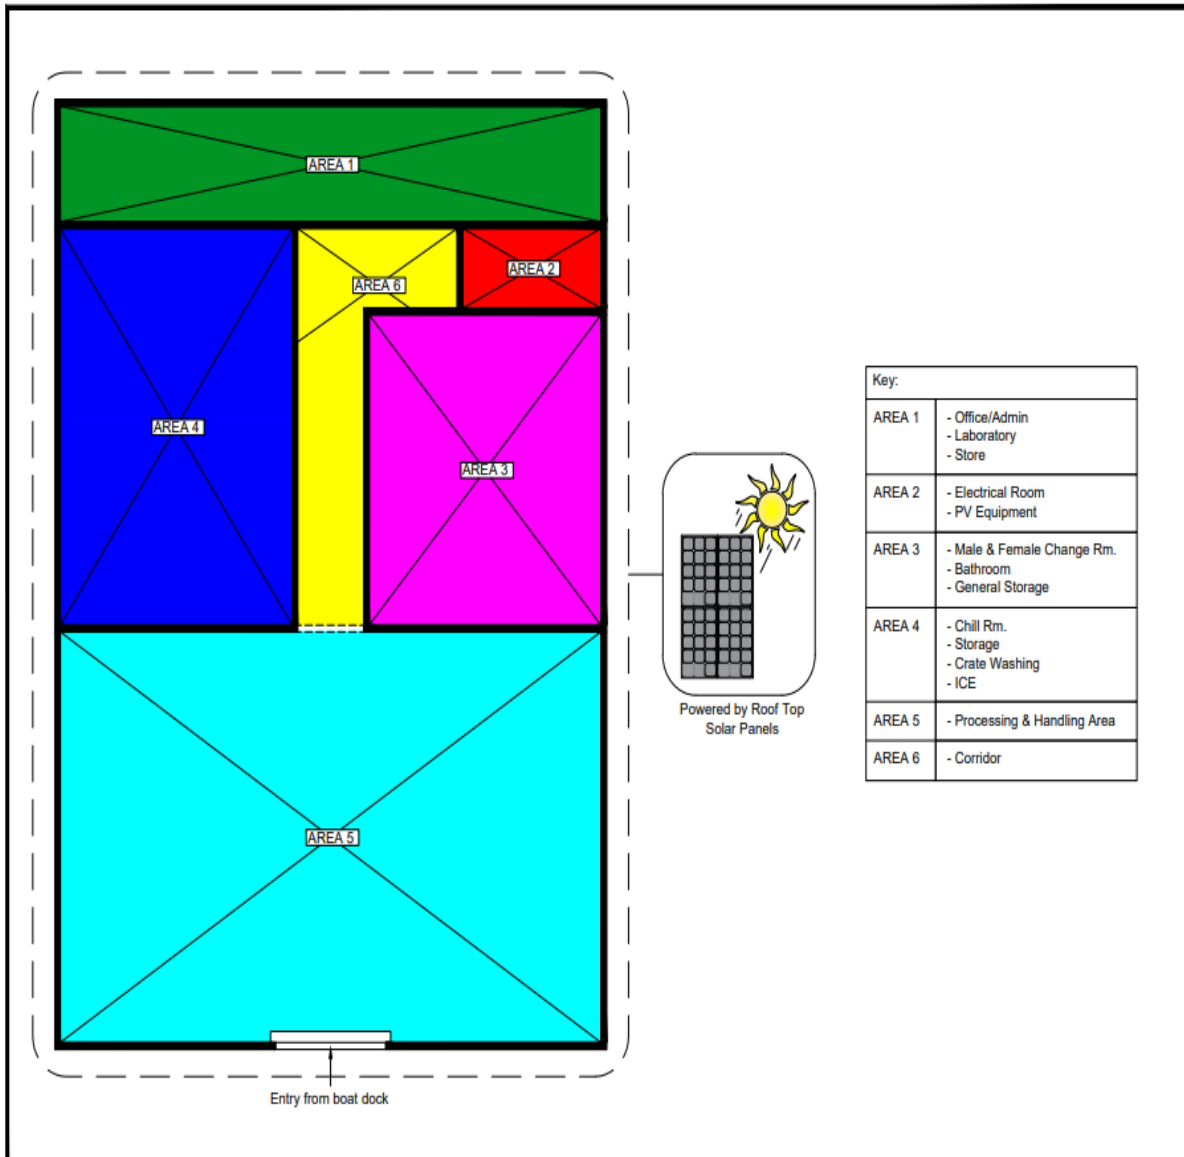 AREA 1
AREA 2
AREA 6
AREA 4
AREA 3
AREA 5
Entry from boat dock
Powered by Roof Top
Solar Panels
Key:
AREA 1
- Office/Admin
- Laboratory
- Store
AREA 2
- Electrical Room
- PV Equipment
AREA 3
- Male & Female Change Rm.
- Bathroom
- General Storage
AREA 4
- Chill Rm.
- Storage
- Crate Washing
- ICE
AREA 5
- Processing & Handling Area
AREA 6
- Corridor